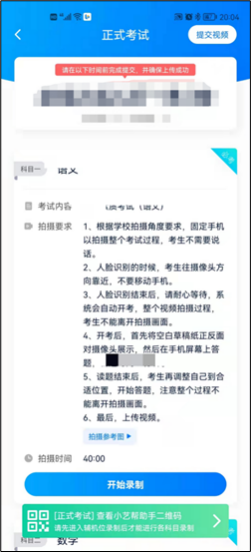 20:04
正式考试
提交视频
请在以下时间前完成提交，并确保上传成功
科目一
语文
考试内容
质考试（语文）
拍摄要求
1、根据学校拍摄角度要求，固定手
机以拍摄整个考试过程，考生不需要说
话。
2、人脸识别的时候，考生往摄像头方
向靠近，不要移动手机。
3、人脸识别结束后，请耐心等待，系
统会自动开考，整个视频拍摄过程，
考生不能离开拍摄画面。
4、开考后，首先将空白草稿纸正反面
对摄像头展示，然后在手机屏幕上答
题，
5、读题结束后，考生再调整自己到合
适位置，开始答题，注意整个过程不
能离开拍摄画面。
6、最后，上传视频。
拍摄参考图
拍摄时间
40:00
开始录制
[正式考试] 查看小艺帮助手二维码
请先进入辅机位录制后才能进行各科目录制
科目二
数学